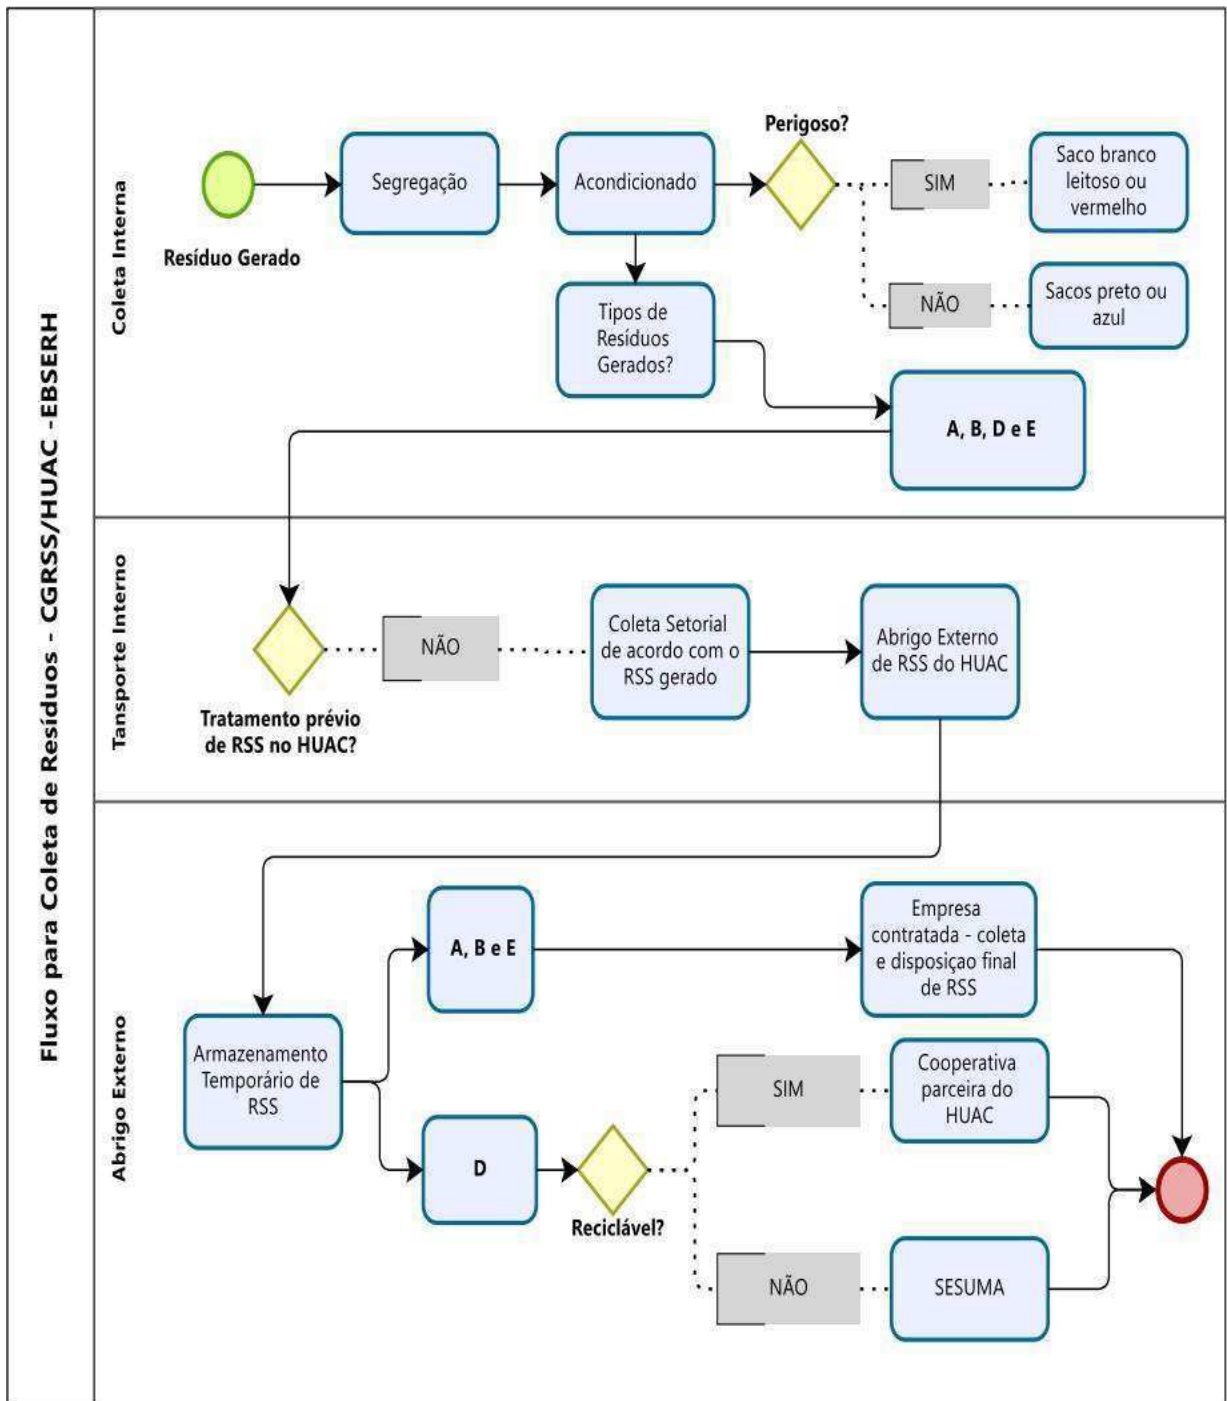 Fluxo para Coleta de Resíduos - CGRSS/HUAC -EBSERH
Coleta Interna
Resíduo Gerado
Segregação
Acondicionado
Perigoso?
SIM
Saco branco
leitoso ou
vermelho
NÃO
Sacos preto ou
azul
Tipos de
Resíduos
Gerados?
A, B, D e E
Tansporte Interno
Tratamento prévio
de RSS no HUAC?
NÃO
Coleta Setorial
de acordo com o
RSS gerado
Abrigo Externo
de RSS do HUAC
Abrigo Externo
Armazenamento
Temporário de
RSS
A, B e E
Empresa
contratada - coleta
e disposiçao final
de RSS
D
Reciclável?
SIM
Cooperativa
parceira do
HUAC
NÃO
SESUMA